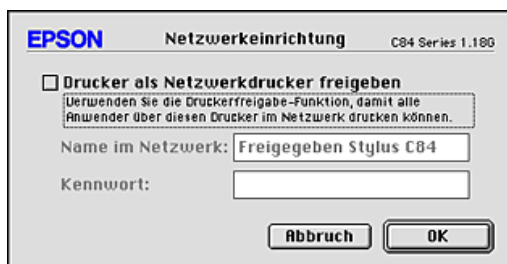 EPSON Netzwerkeinrichtung C84 Series 1.18G
Drucker als Netzwerkdrucker freigeben
Verwenden Sie die Druckerfreigabe-Funktion, damit alle
Anwender über diesen Drucker im Netzwerk drucken können.
Name im Netzwerk: Freigegeben Stylus C84
Kennwort:
Abbruch OK